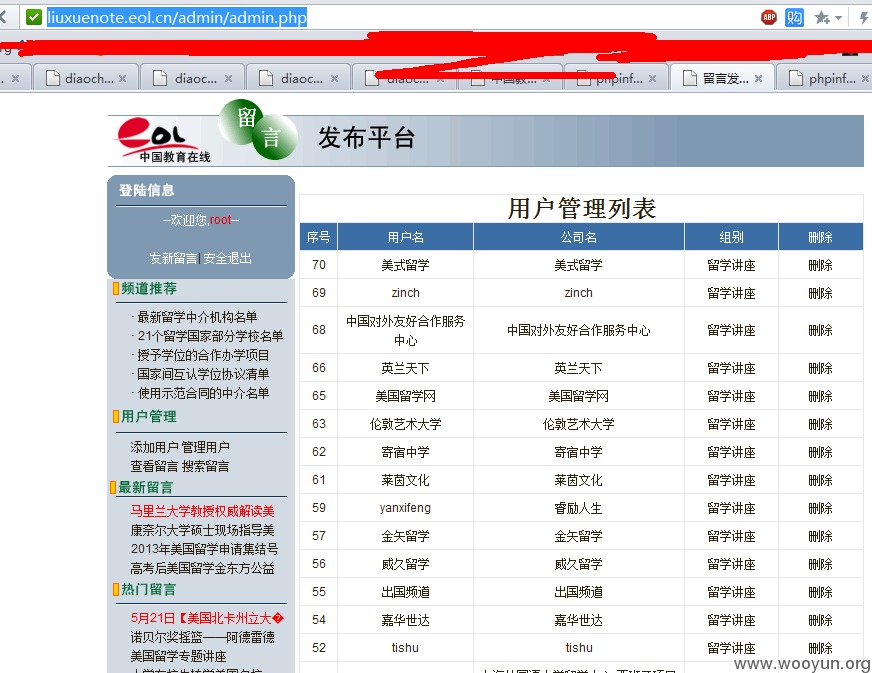 liuxuenote.eol.cn/admin/admin.php
ABP 购
diaoch... diaoc... diaoc... phpinf... 留言发... phpinf...
eol 中国教育在线 留言 发布平台
登陆信息
--欢迎您,root--
发新留言| 安全退出
频道推荐
· 最新留学中介机构名单
· 21个留学国家部分学校名单
· 授予学位的合作办学项目
· 国家间互认学位协议清单
· 使用示范合同的中介名单
用户管理
添加用户 管理用户
查看留言 搜索留言
最新留言
马里兰大学教授权威解读美
康奈尔大学硕士现场指导美
2013年美国留学申请集结号
高考后美国留学金东方公益
热门留言
5月21日【美国北卡州立大�
诺贝尔奖摇篮——阿德雷德
美国留学专题讲座
用户管理列表
序号 用户名 公司名 组别 删除
70 美式留学 美式留学 留学讲座 删除
69 zinch zinch 留学讲座 删除
68 中国对外友好合作服务中心 中国对外友好合作服务中心 留学讲座 删除
66 英兰天下 英兰天下 留学讲座 删除
65 美国留学网 美国留学网 留学讲座 删除
63 伦敦艺术大学 伦敦艺术大学 留学讲座 删除
62 寄宿中学 寄宿中学 留学讲座 删除
61 莱茵文化 莱茵文化 留学讲座 删除
59 yanxifeng 睿励人生 留学讲座 删除
57 金矢留学 金矢留学 留学讲座 删除
56 威久留学 威久留学 留学讲座 删除
55 出国频道 出国频道 留学讲座 删除
54 嘉华世达 嘉华世达 留学讲座 删除
52 tishu tishu 留学讲座 删除
www.wooyun.org